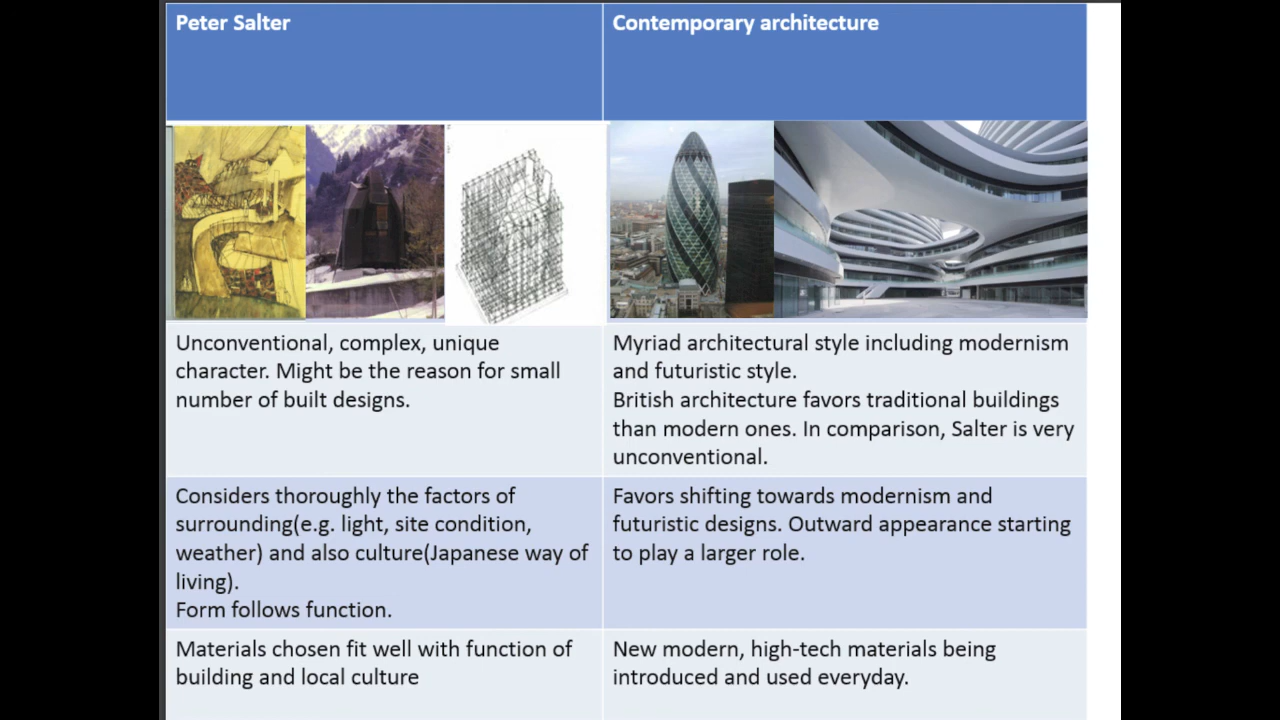 Peter Salter
Contemporary architecture
Unconventional, complex, unique
character. Might be the reason for small
number of built designs.
Myriad architectural style including modernism
and futuristic style.
British architecture favors traditional buildings
than modern ones. In comparison, Salter is very
unconventional.
Considers thoroughly the factors of
surrounding(e.g. light, site condition,
weather) and also culture(Japanese way of
living).
Form follows function.
Favors shifting towards modernism and
futuristic designs. Outward appearance starting
to play a larger role.
Materials chosen fit well with function of
building and local culture
New modern, high-tech materials being
introduced and used everyday.